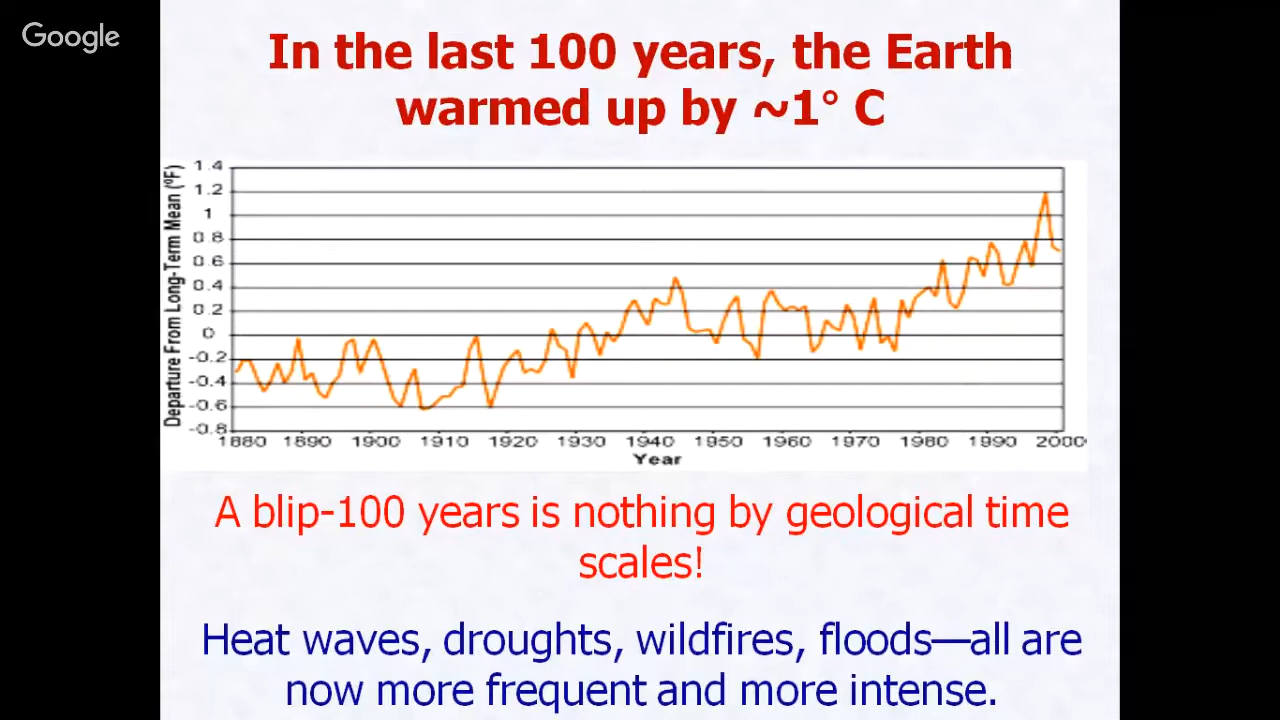 Google
In the last 100 years, the Earth
warmed up by ~1° C
Departure From Long-Term Mean (°F)
1.4
1.2
1
0.8
0.6
0.4
0.2
0
-0.2
-0.4
-0.6
-0.8
1880 1890 1900 1910 1920 1930 1940 1950 1960 1970 1980 1990 2000
Year
A blip-100 years is nothing by geological time
scales!
Heat waves, droughts, wildfires, floods—all are
now more frequent and more intense.